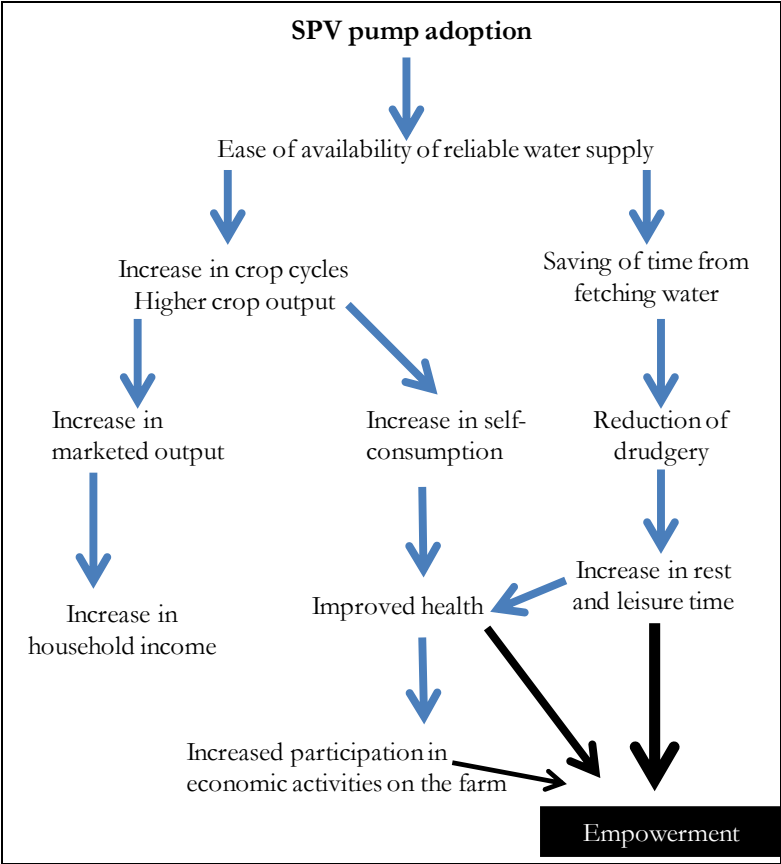 SPV pump adoption
Ease of availability of reliable water supply
Increase in crop cycles
Higher crop output
Saving of time from
fetching water
Increase in
marketed output
Increase in self-
consumption
Reduction of
drudgery
Increase in
household income
Improved health
Increase in rest
and leisure time
Increased participation in
economic activities on the farm
Empowerment